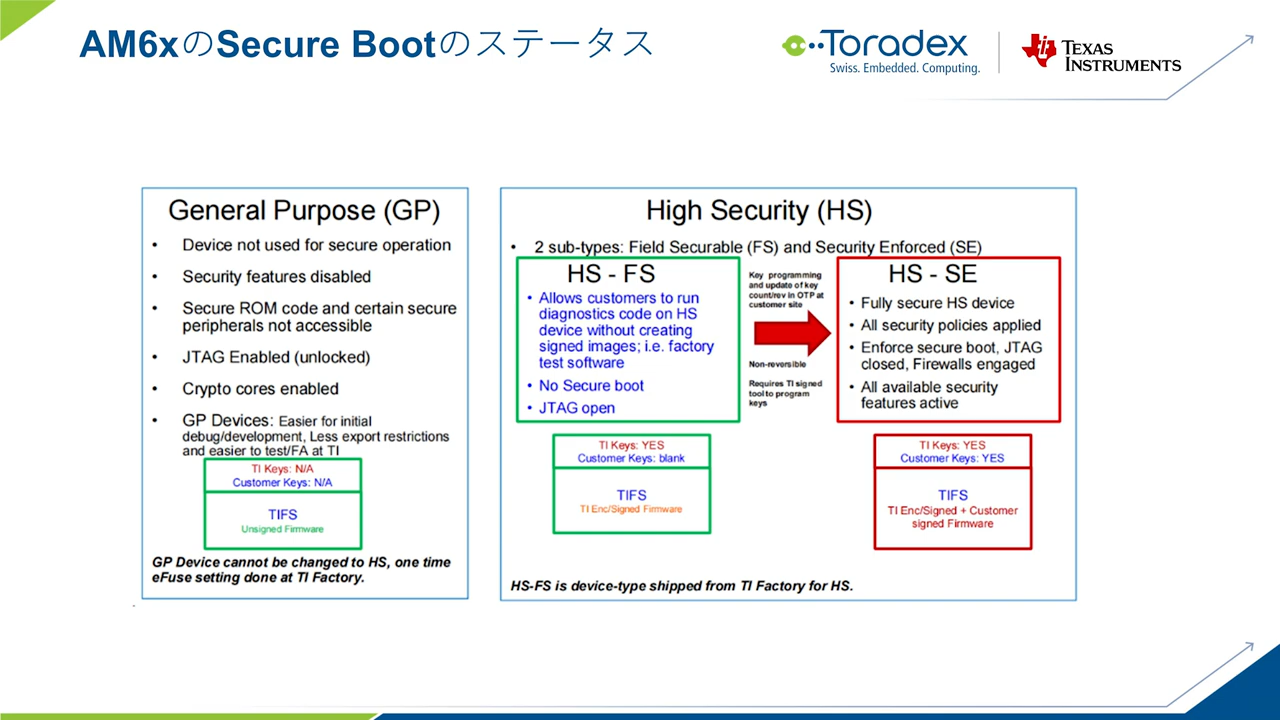 AM6xのSecure Bootのステータス
Toradex
Swiss. Embedded. Computing.
TEXAS
INSTRUMENTS
General Purpose (GP)
• Device not used for secure operation
• Security features disabled
• Secure ROM code and certain secure
peripherals not accessible
• JTAG Enabled (unlocked)
• Crypto cores enabled
• GP Devices: Easier for initial
debug/development, Less export restrictions
and easier to test/FA at TI
TI Keys: N/A
Customer Keys: N/A
TIFS
Unsigned Firmware
GP Device cannot be changed to HS, one time
eFuse setting done at TI Factory.
High Security (HS)
• 2 sub-types: Field Securable (FS) and Security Enforced (SE)
HS - FS
• Allows customers to run
diagnostics code on HS
device without creating
signed images; i.e. factory
test software
• No Secure boot
• JTAG open
TI Keys: YES
Customer Keys: blank
TIFS
TI Enc/Signed Firmware
Key programming
and update of key
count/rev in OTP at
customer site
Non-reversible
Requires TI signed
tool to program
keys
HS - SE
• Fully secure HS device
• All security policies applied
• Enforce secure boot, JTAG
closed, Firewalls engaged
• All available security
features active
TI Keys: YES
Customer Keys: YES
TIFS
TI Enc/Signed + Customer
signed Firmware
HS-FS is device-type shipped from TI Factory for HS.